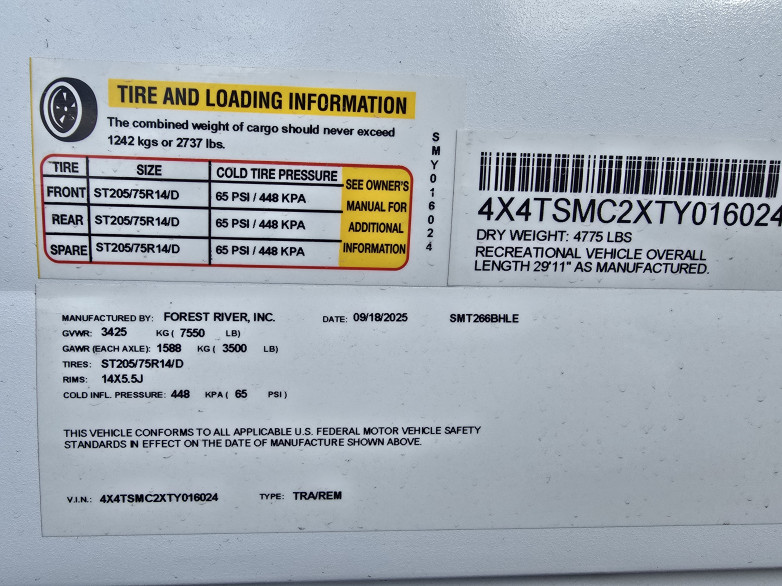 TIRE AND LOADING INFORMATION
The combined weight of cargo should never exceed
1242 kgs or 2737 lbs.
TIRE SIZE COLD TIRE PRESSURE SEE OWNER'S MANUAL FOR ADDITIONAL INFORMATION
FRONT ST205/75R14/D 65 PSI / 448 KPA
REAR ST205/75R14/D 65 PSI / 448 KPA
SPARE ST205/75R14/D 65 PSI / 448 KPA
SMY016024
4X4TSMC2XTY016024
DRY WEIGHT: 4775 LBS
RECREATIONAL VEHICLE OVERALL
LENGTH 29'11" AS MANUFACTURED.
MANUFACTURED BY: FOREST RIVER, INC. DATE: 09/18/2025 SMT266BHLE
GVWR: 3425 KG ( 7550 LB)
GAWR (EACH AXLE): 1588 KG ( 3500 LB)
TIRES: ST205/75R14/D
RIMS: 14X5.5J
COLD INFL. PRESSURE: 448 KPA ( 65 PSI )
THIS VEHICLE CONFORMS TO ALL APPLICABLE U.S. FEDERAL MOTOR VEHICLE SAFETY
STANDARDS IN EFFECT ON THE DATE OF MANUFACTURE SHOWN ABOVE.
V.I.N.: 4X4TSMC2XTY016024 TYPE: TRA/REM